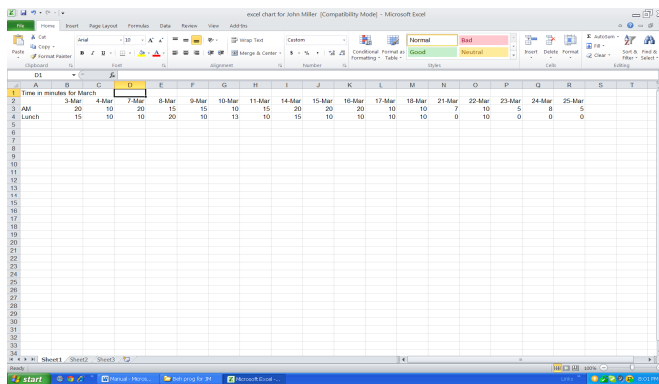 excel chart for John Miller [Compatibility Mode] - Microsoft Excel
File Home Insert Page Layout Formulas Data Review View Add-Ins
Paste
Cut
Copy
Format Painter
Clipboard
Arial 10
B I U
Font
Wrap Text
Merge & Center
Alignment
Custom
$ % ,
Number
Conditional Formatting
Format as Table
Normal Bad
Good Neutral
Styles
Insert Delete Format
Cells
Σ AutoSum
Fill
Clear
Sort & Filter
Find & Select
Editing
D1 fx
A B C D E F G H I J K L M N O P Q R S T
1 Time in minutes for March
2 3-Mar 4-Mar 7-Mar 8-Mar 9-Mar 10-Mar 11-Mar 14-Mar 15-Mar 16-Mar 17-Mar 18-Mar 21-Mar 22-Mar 23-Mar 24-Mar 25-Mar
3 AM 20 10 20 15 15 10 15 20 20 20 10 10 7 10 5 8 5
4 Lunch 15 10 10 20 10 13 10 15 10 10 10 10 0 10 0 0 0
5
6
7
8
9
10
11
12
13
14
15
16
17
18
19
20
21
22
23
24
25
26
27
28
29
30
31
32
33
34
Sheet1 Sheet2 Sheet3
Ready 100%
start Manual - Micros... Beh prog for JM Microsoft Excel -... 8:01 PM